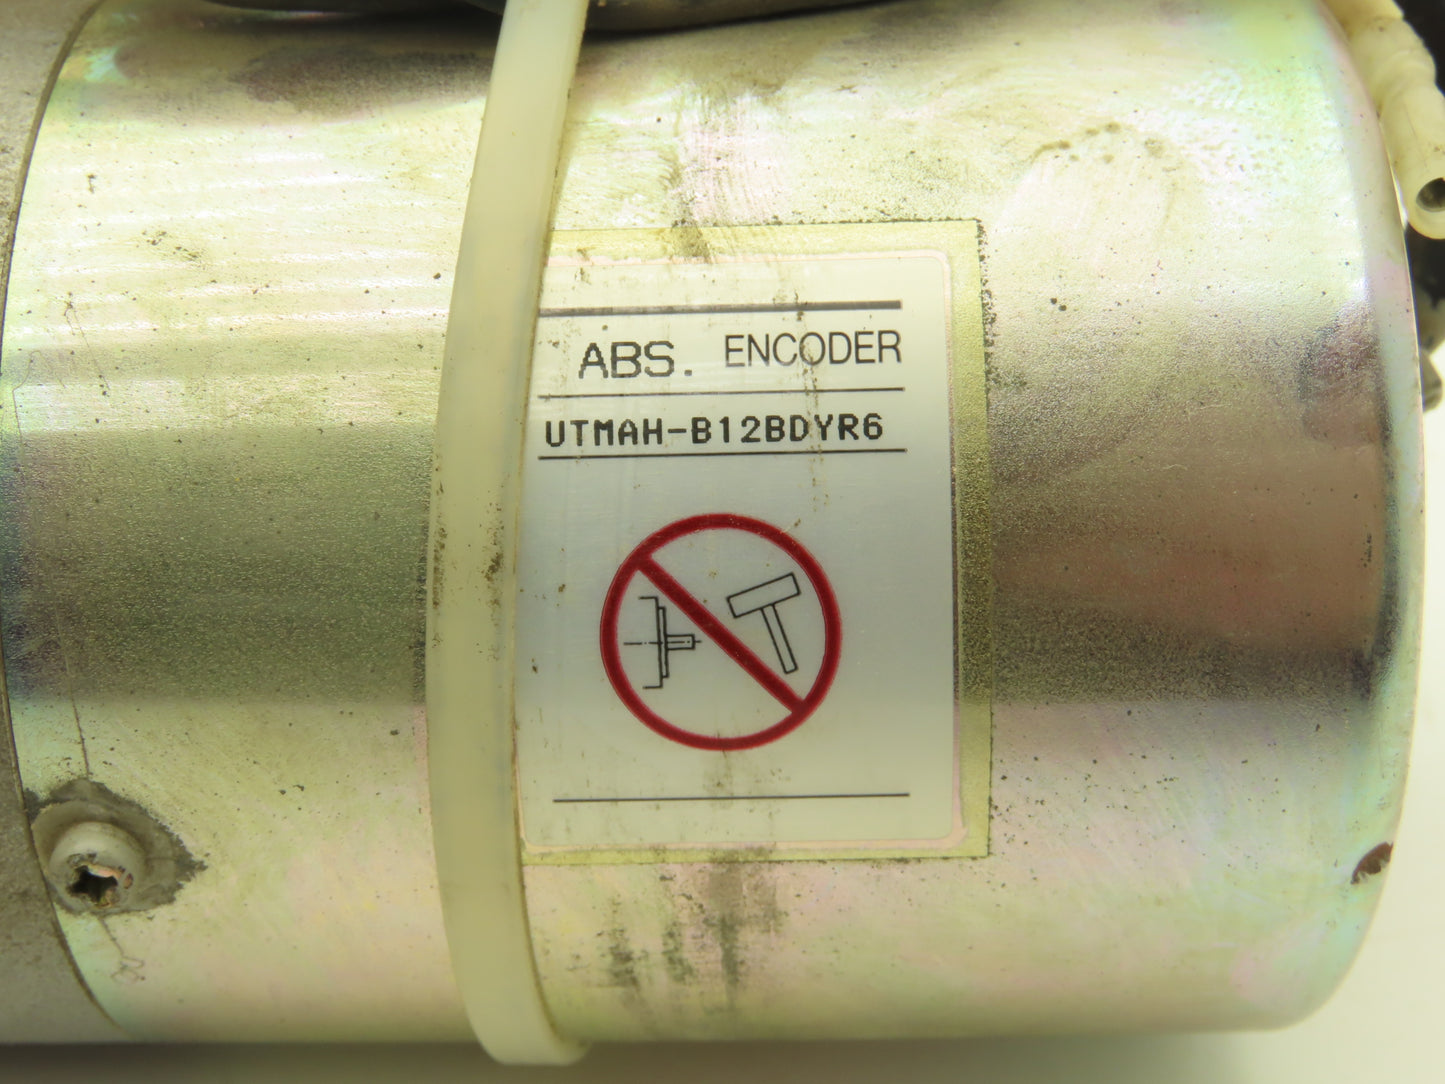 ABS. ENCODER
UTMAH-B12BDYR6